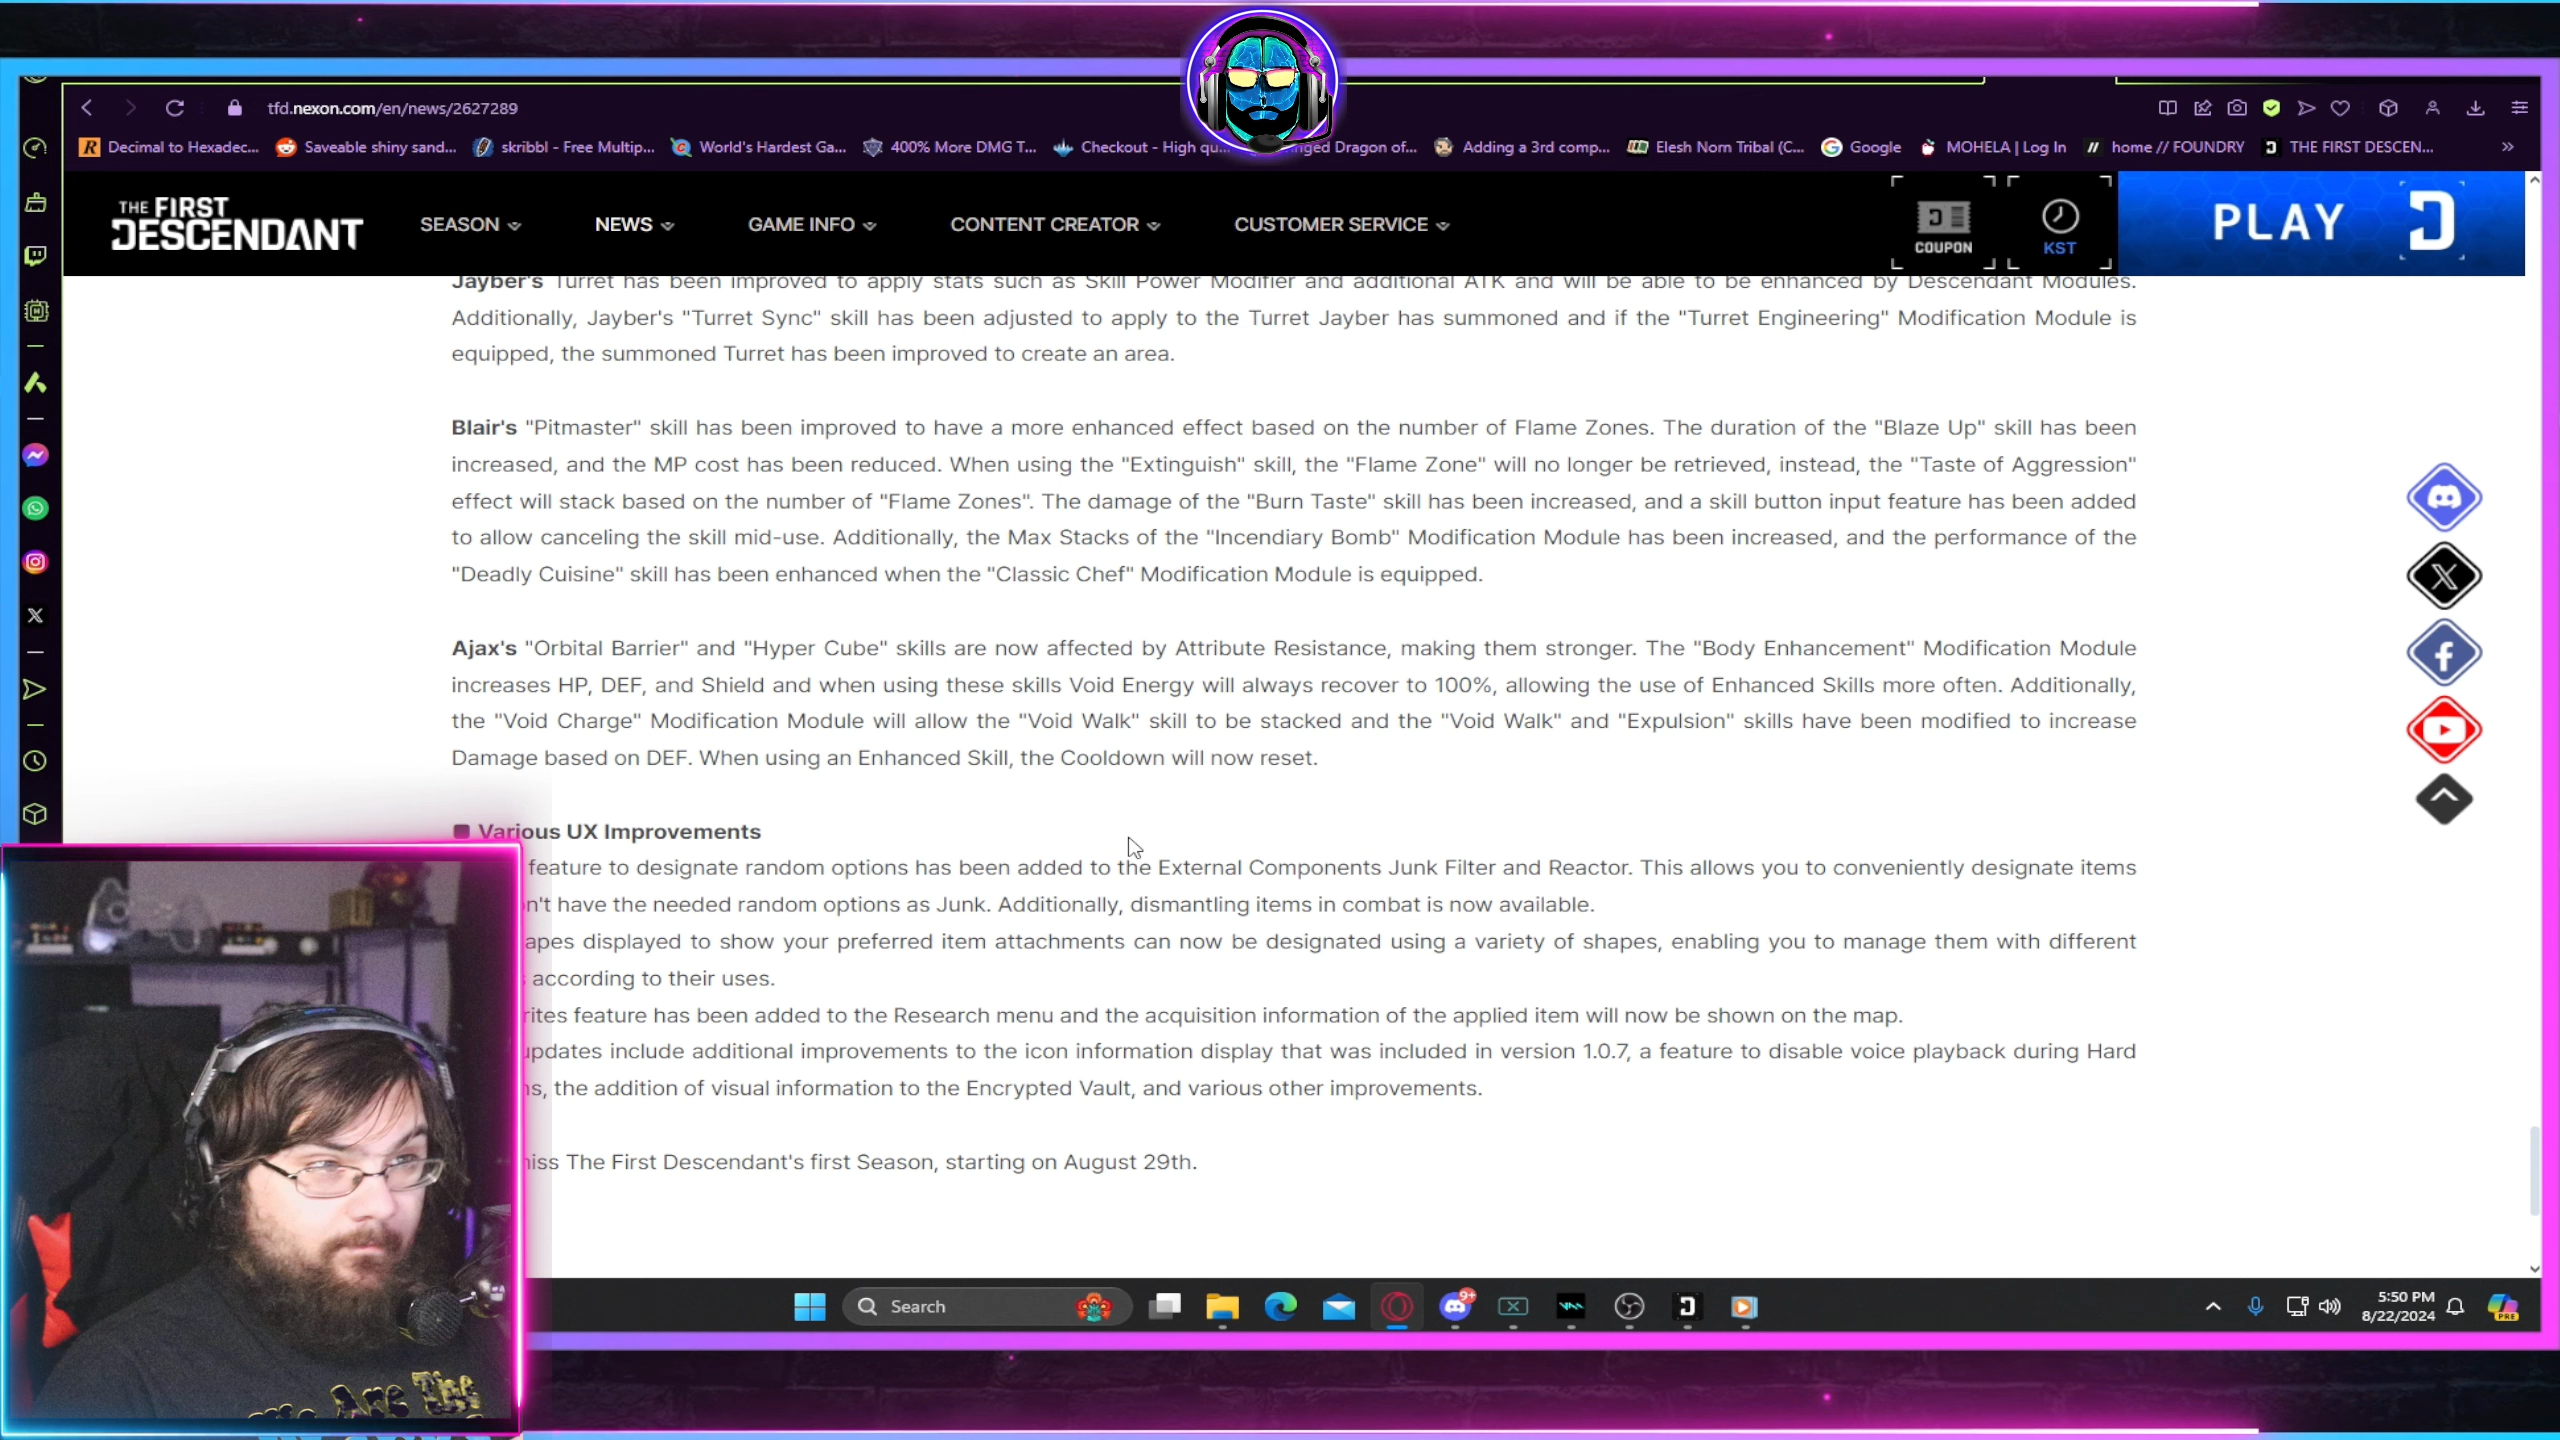 tfd.nexon.com/en/news/2627289
Decimal to Hexadec... Saveable shiny sand... skribbl - Free Multip... World's Hardest Ga... 400% More DMG T... Checkout - High qu... nged Dragon of... Adding a 3rd comp... Elesh Norn Tribal (C... Google MOHELA | Log In home // FOUNDRY THE FIRST DESCEN... »
THE FIRST
DESCENDANT
SEASON NEWS GAME INFO CONTENT CREATOR CUSTOMER SERVICE COUPON KST PLAY
Jayber's Turret has been improved to apply stats such as Skill Power Modifier and additional ATK and will be able to be enhanced by Descendant Modules.
Additionally, Jayber's "Turret Sync" skill has been adjusted to apply to the Turret Jayber has summoned and if the "Turret Engineering" Modification Module is
equipped, the summoned Turret has been improved to create an area.
Blair's "Pitmaster" skill has been improved to have a more enhanced effect based on the number of Flame Zones. The duration of the "Blaze Up" skill has been
increased, and the MP cost has been reduced. When using the "Extinguish" skill, the "Flame Zone" will no longer be retrieved, instead, the "Taste of Aggression"
effect will stack based on the number of "Flame Zones". The damage of the "Burn Taste" skill has been increased, and a skill button input feature has been added
to allow canceling the skill mid-use. Additionally, the Max Stacks of the "Incendiary Bomb" Modification Module has been increased, and the performance of the
"Deadly Cuisine" skill has been enhanced when the "Classic Chef" Modification Module is equipped.
Ajax's "Orbital Barrier" and "Hyper Cube" skills are now affected by Attribute Resistance, making them stronger. The "Body Enhancement" Modification Module
increases HP, DEF, and Shield and when using these skills Void Energy will always recover to 100%, allowing the use of Enhanced Skills more often. Additionally,
the "Void Charge" Modification Module will allow the "Void Walk" skill to be stacked and the "Void Walk" and "Expulsion" skills have been modified to increase
Damage based on DEF. When using an Enhanced Skill, the Cooldown will now reset.
■ Various UX Improvements
feature to designate random options has been added to the External Components Junk Filter and Reactor. This allows you to conveniently designate items
n't have the needed random options as Junk. Additionally, dismantling items in combat is now available.
apes displayed to show your preferred item attachments can now be designated using a variety of shapes, enabling you to manage them with different
according to their uses.
rites feature has been added to the Research menu and the acquisition information of the applied item will now be shown on the map.
updates include additional improvements to the icon information display that was included in version 1.0.7, a feature to disable voice playback during Hard
ns, the addition of visual information to the Encrypted Vault, and various other improvements.
niss The First Descendant's first Season, starting on August 29th.
Search
9+
5:50 PM
8/22/2024
PRE
ARE THE